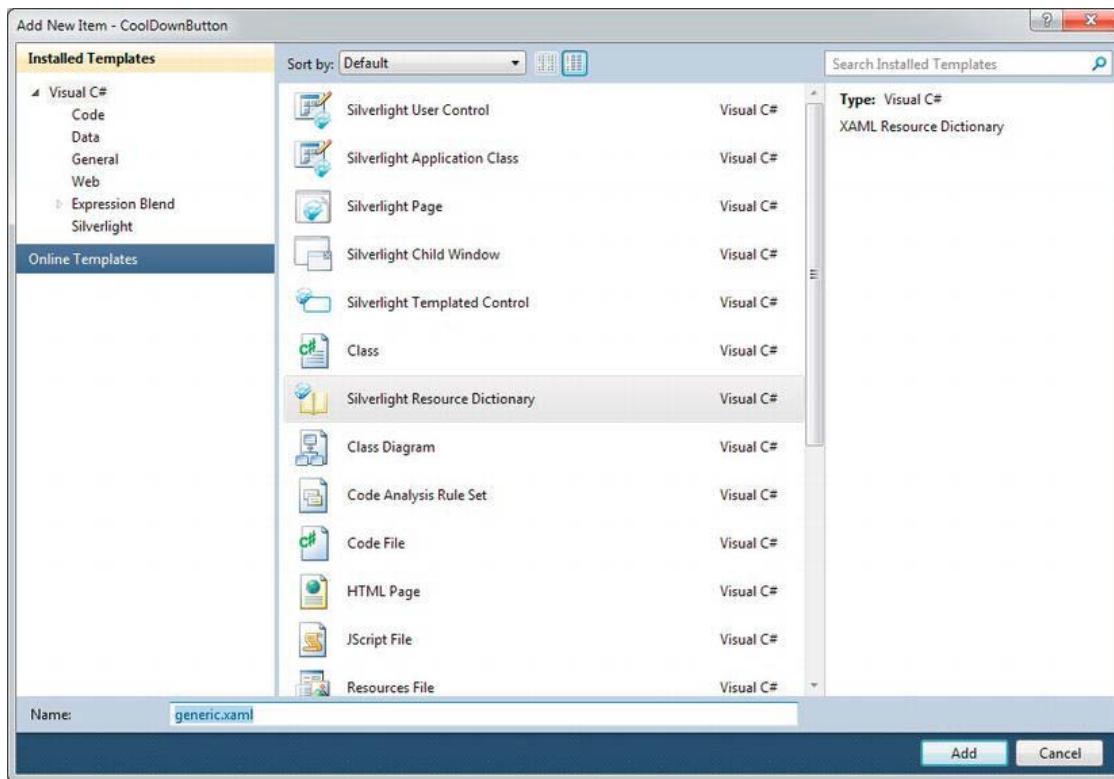 Add New Item - CoolDownButton
Installed Templates
Visual C#
Code
Data
General
Web
Expression Blend
Silverlight
Online Templates
Sort by: Default
Silverlight User Control Visual C#
Silverlight Application Class Visual C#
Silverlight Page Visual C#
Silverlight Child Window Visual C#
Silverlight Templated Control Visual C#
Class Visual C#
Silverlight Resource Dictionary Visual C#
Class Diagram Visual C#
Code Analysis Rule Set Visual C#
Code File Visual C#
HTML Page Visual C#
JScript File Visual C#
Resources File Visual C#
Search Installed Templates
Type: Visual C#
XAML Resource Dictionary
Name: generic.xaml
Add Cancel